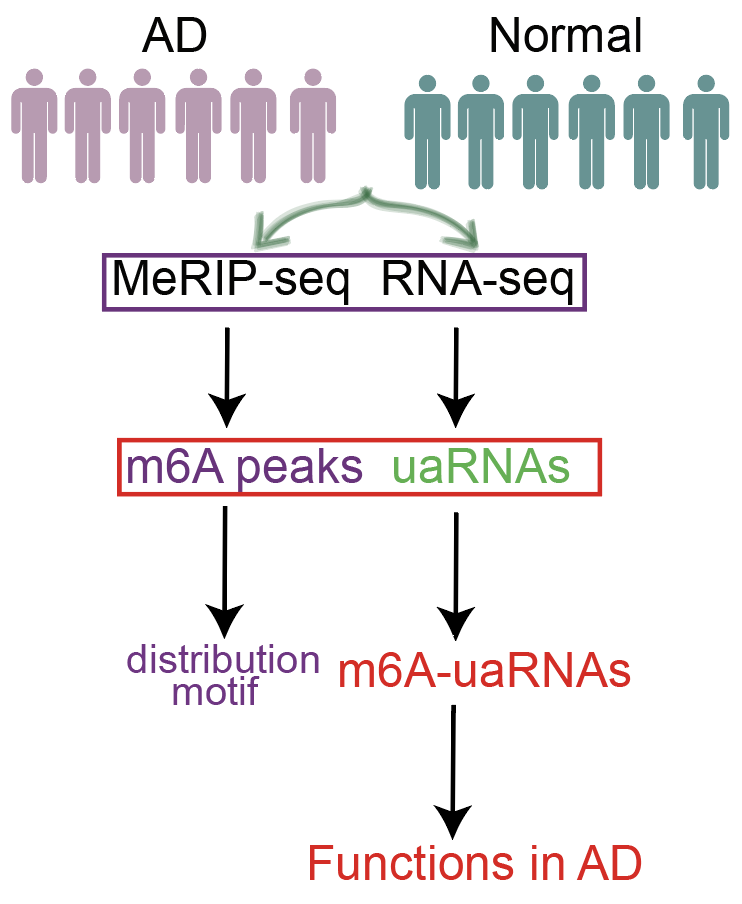 AD Normal
MeRIP-seq RNA-seq
m6A peaks uaRNAs
distribution
motif
m6A-uaRNAs
Functions in AD